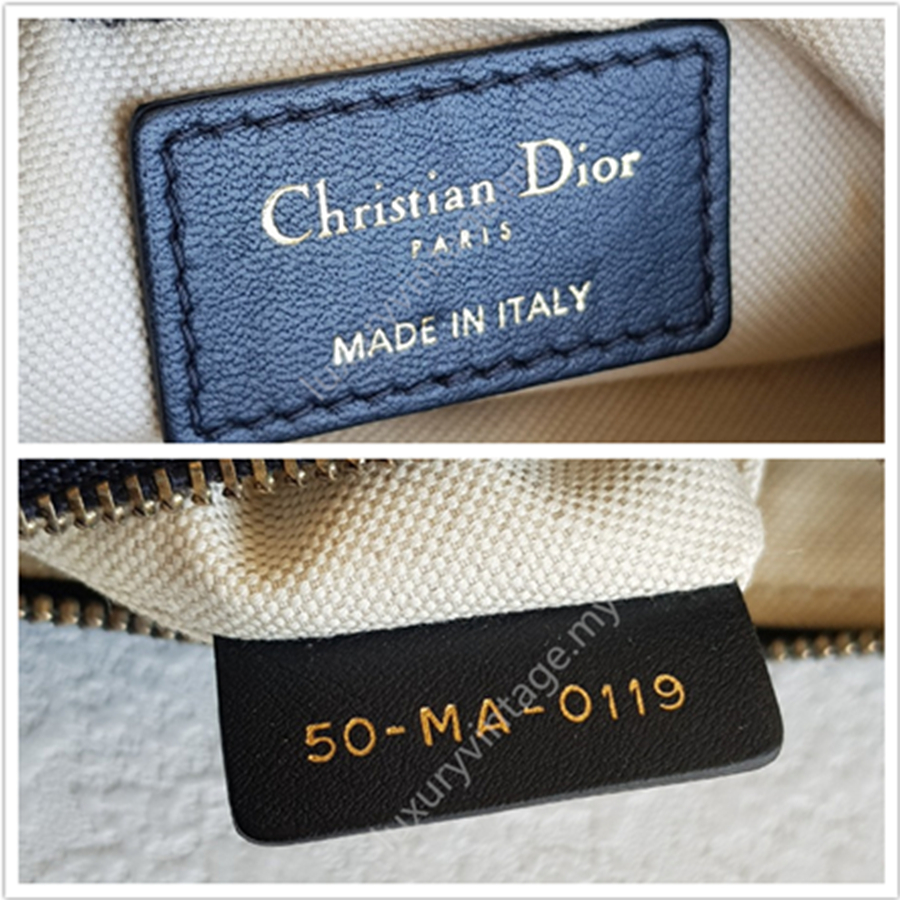 Christian Dior
PARIS
MADE IN ITALY
50-MA-0119
luxuryvintage.my